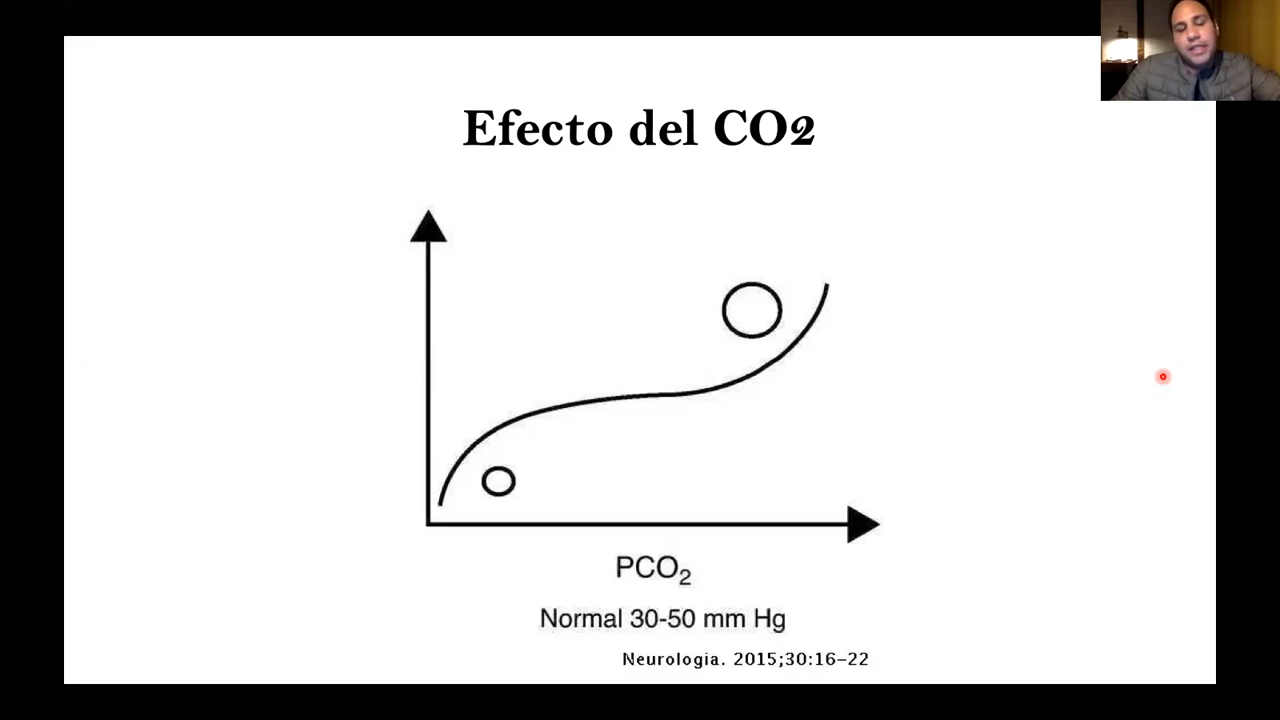 Efecto del CO2
PCO₂
Normal 30-50 mm Hg
Neurologia. 2015;30:16–22